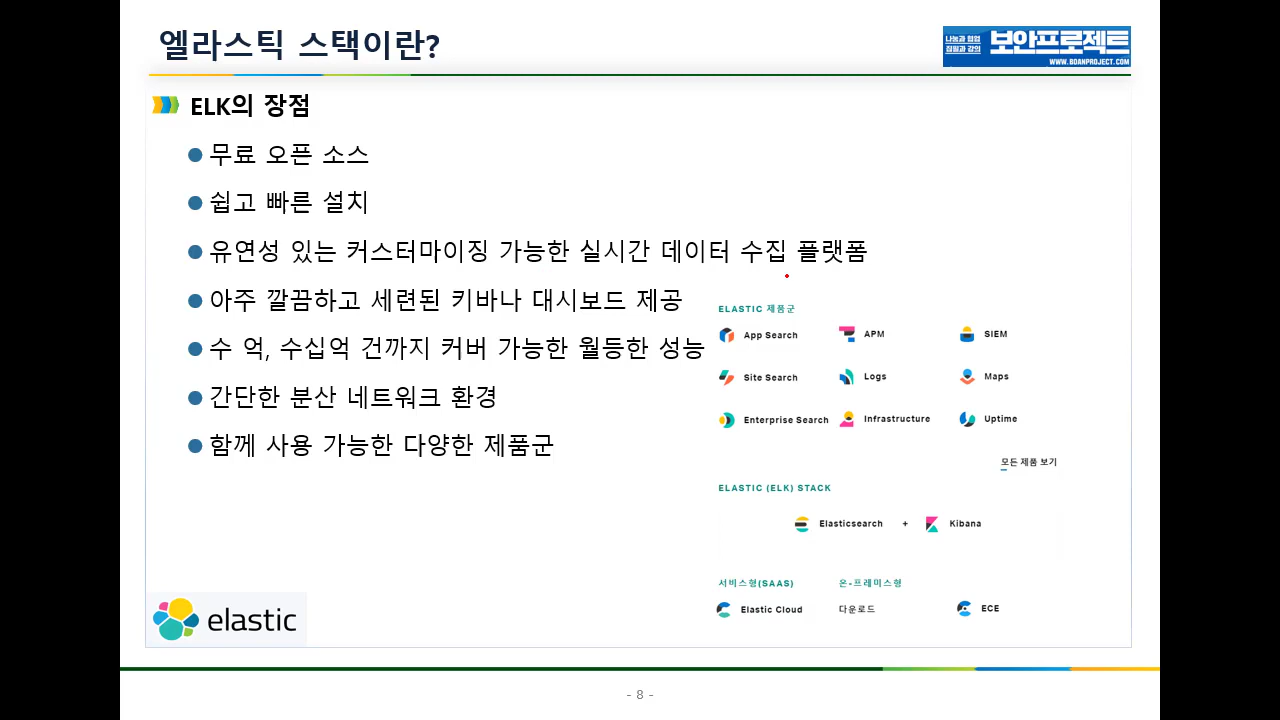 엘라스틱 스택이란?
나눔과 협업
집필과 강의
보안프로젝트
WWW.BOANPROJECT.COM
ELK의 장점
무료 오픈 소스
쉽고 빠른 설치
유연성 있는 커스터마이징 가능한 실시간 데이터 수집 플랫폼
아주 깔끔하고 세련된 키바나 대시보드 제공
수 억, 수십억 건까지 커버 가능한 월등한 성능
간단한 분산 네트워크 환경
함께 사용 가능한 다양한 제품군
ELASTIC 제품군
App Search APM SIEM
Site Search Logs Maps
Enterprise Search Infrastructure Uptime
모든 제품 보기
ELASTIC (ELK) STACK
Elasticsearch + Kibana
서비스형(SAAS) 온-프레미스형
Elastic Cloud 다운로드 ECE
elastic
- 8 -